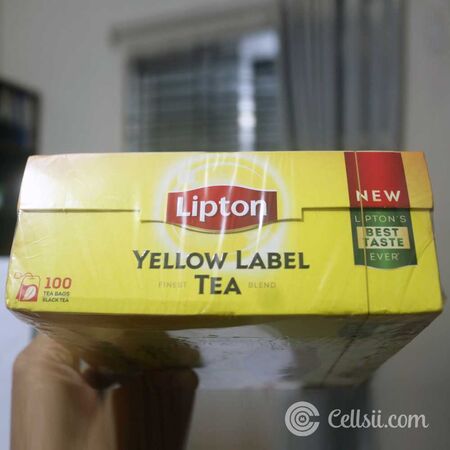 Lipton
NEW
LIPTON'S
BEST
TASTE
EVER
YELLOW LABEL
TEA
FINEST BLEND
100
TEA BAGS
BLACK TEA
Cellsii.com